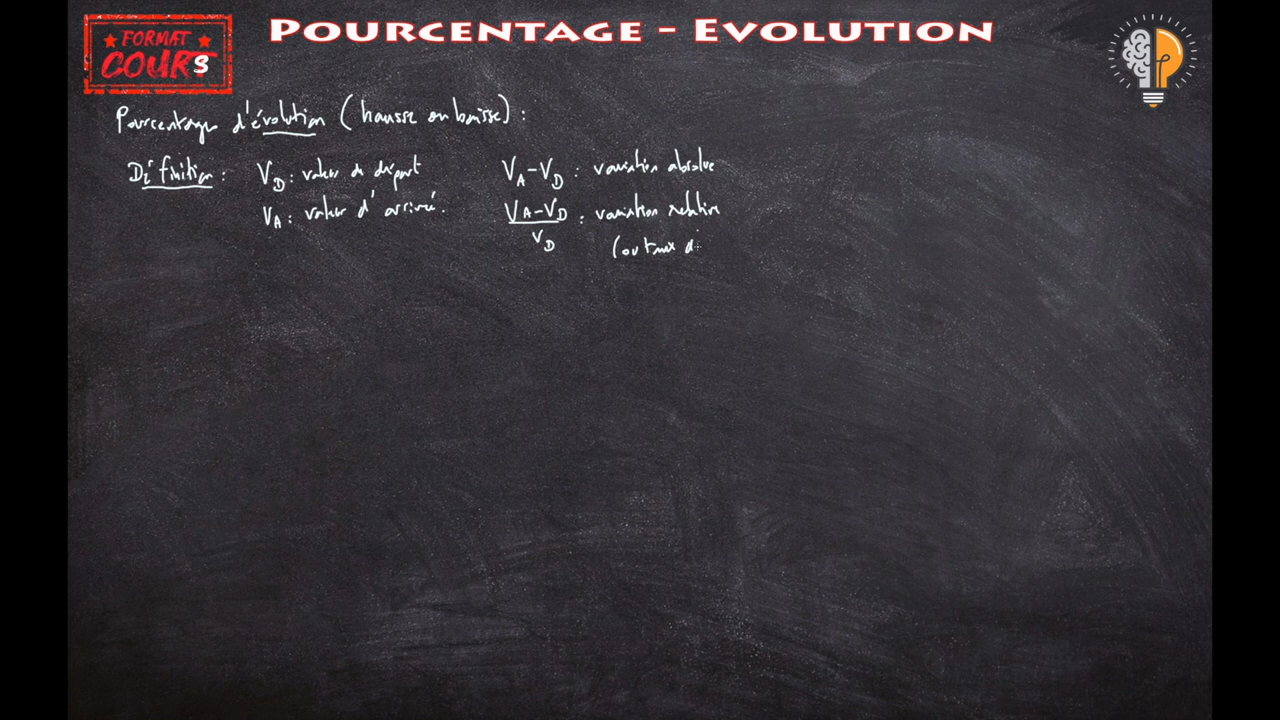 FORMAT
COURS
POURCENTAGE - EVOLUTION
Pourcentage d'évolution (hausse ou baisse) :
Définition : V_D : valeur de départ
V_A : valeur d'arrivée.
V_A - V_D : variation absolue
V_A - V_D / V_D : variation relative
(ou taux d'